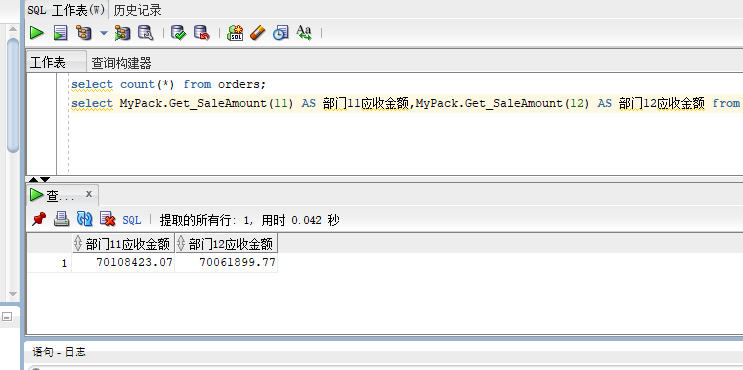 SQL 工作表(W) 历史记录
SQL
Aa
工作表 查询构建器
select count(*) from orders;
select MyPack.Get_SaleAmount(11) AS 部门11应收金额,MyPack.Get_SaleAmount(12) AS 部门12应收金额 from
查... x
SQL | 提取的所有行: 1, 用时 0.042 秒
部门11应收金额 部门12应收金额
1 70108423.07 70061899.77
语句 - 日志